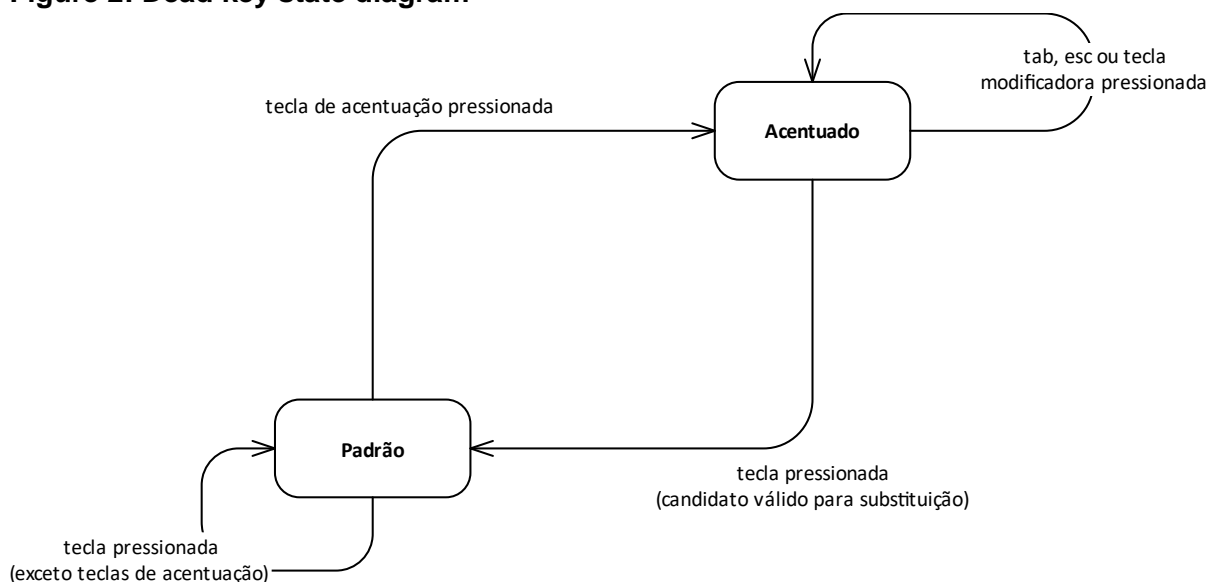 Figure 2. Dead key state diagram
tab, esc ou tecla
modificadora pressionada
tecla de acentuação pressionada
Acentuado
Padrão
tecla pressionada
(candidato válido para substituição)
tecla pressionada
(exceto teclas de acentuação)